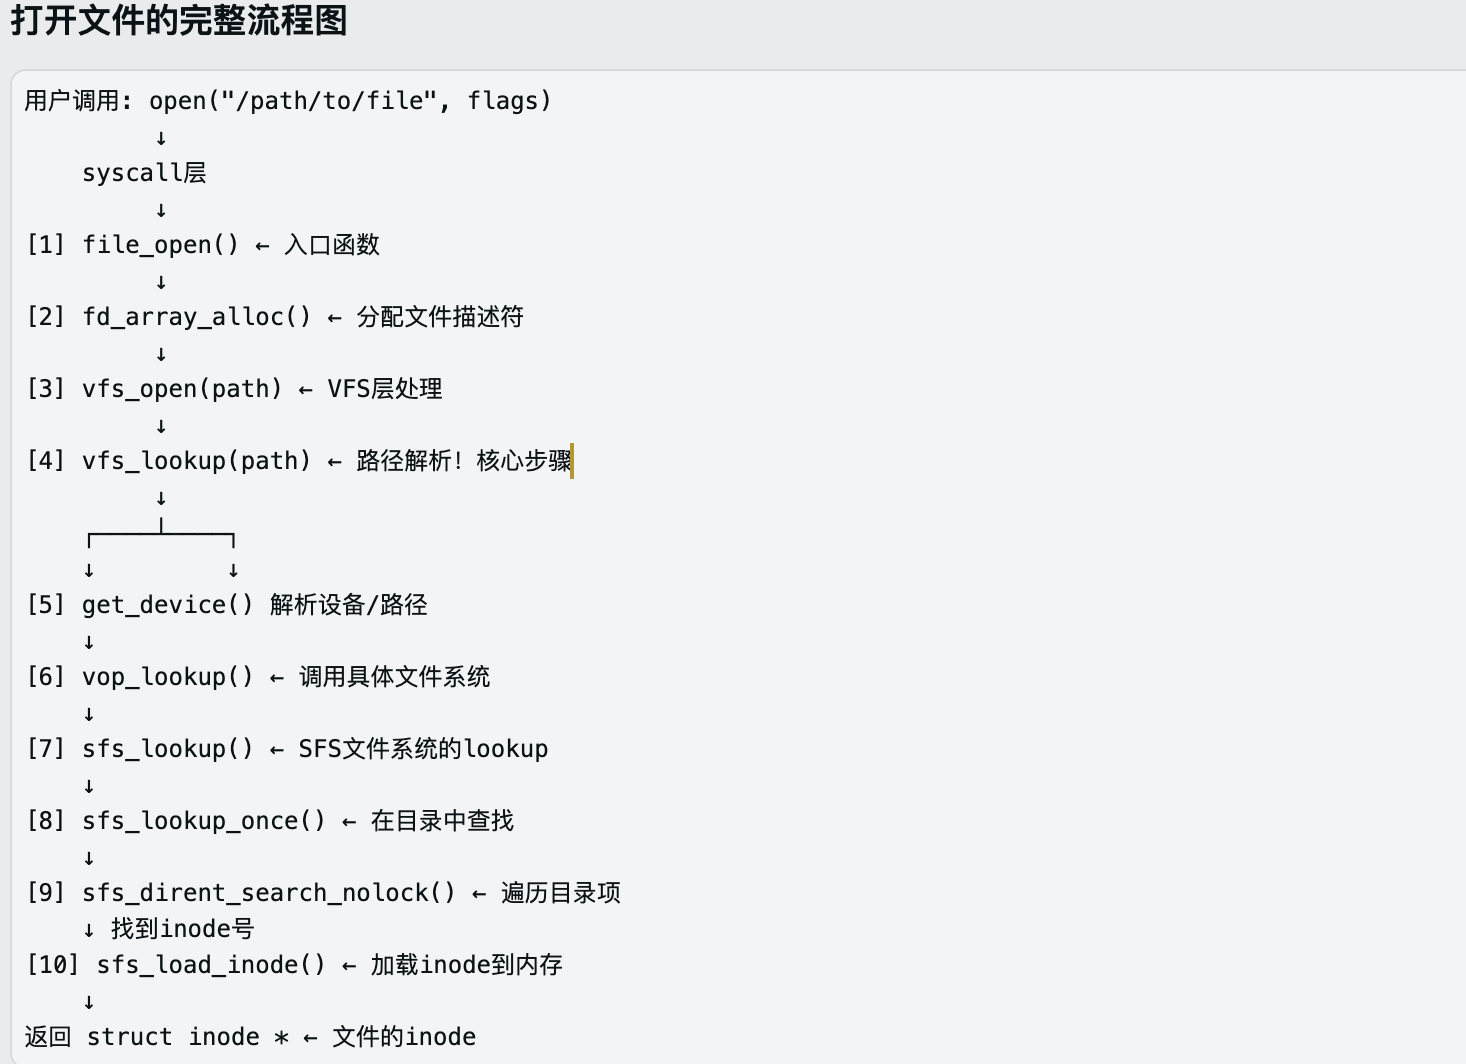 打开文件的完整流程图
用户调用: open("/path/to/file", flags)
↓
syscall层
↓
[1] file_open() ← 入口函数
↓
[2] fd_array_alloc() ← 分配文件描述符
↓
[3] vfs_open(path) ← VFS层处理
↓
[4] vfs_lookup(path) ← 路径解析！核心步骤
↓
┌────┴────┐
↓         ↓
[5] get_device() 解析设备/路径
↓
[6] vop_lookup() ← 调用具体文件系统
↓
[7] sfs_lookup() ← SFS文件系统的lookup
↓
[8] sfs_lookup_once() ← 在目录中查找
↓
[9] sfs_dirent_search_nolock() ← 遍历目录项
↓ 找到inode号
[10] sfs_load_inode() ← 加载inode到内存
↓
返回 struct inode * ← 文件的inode